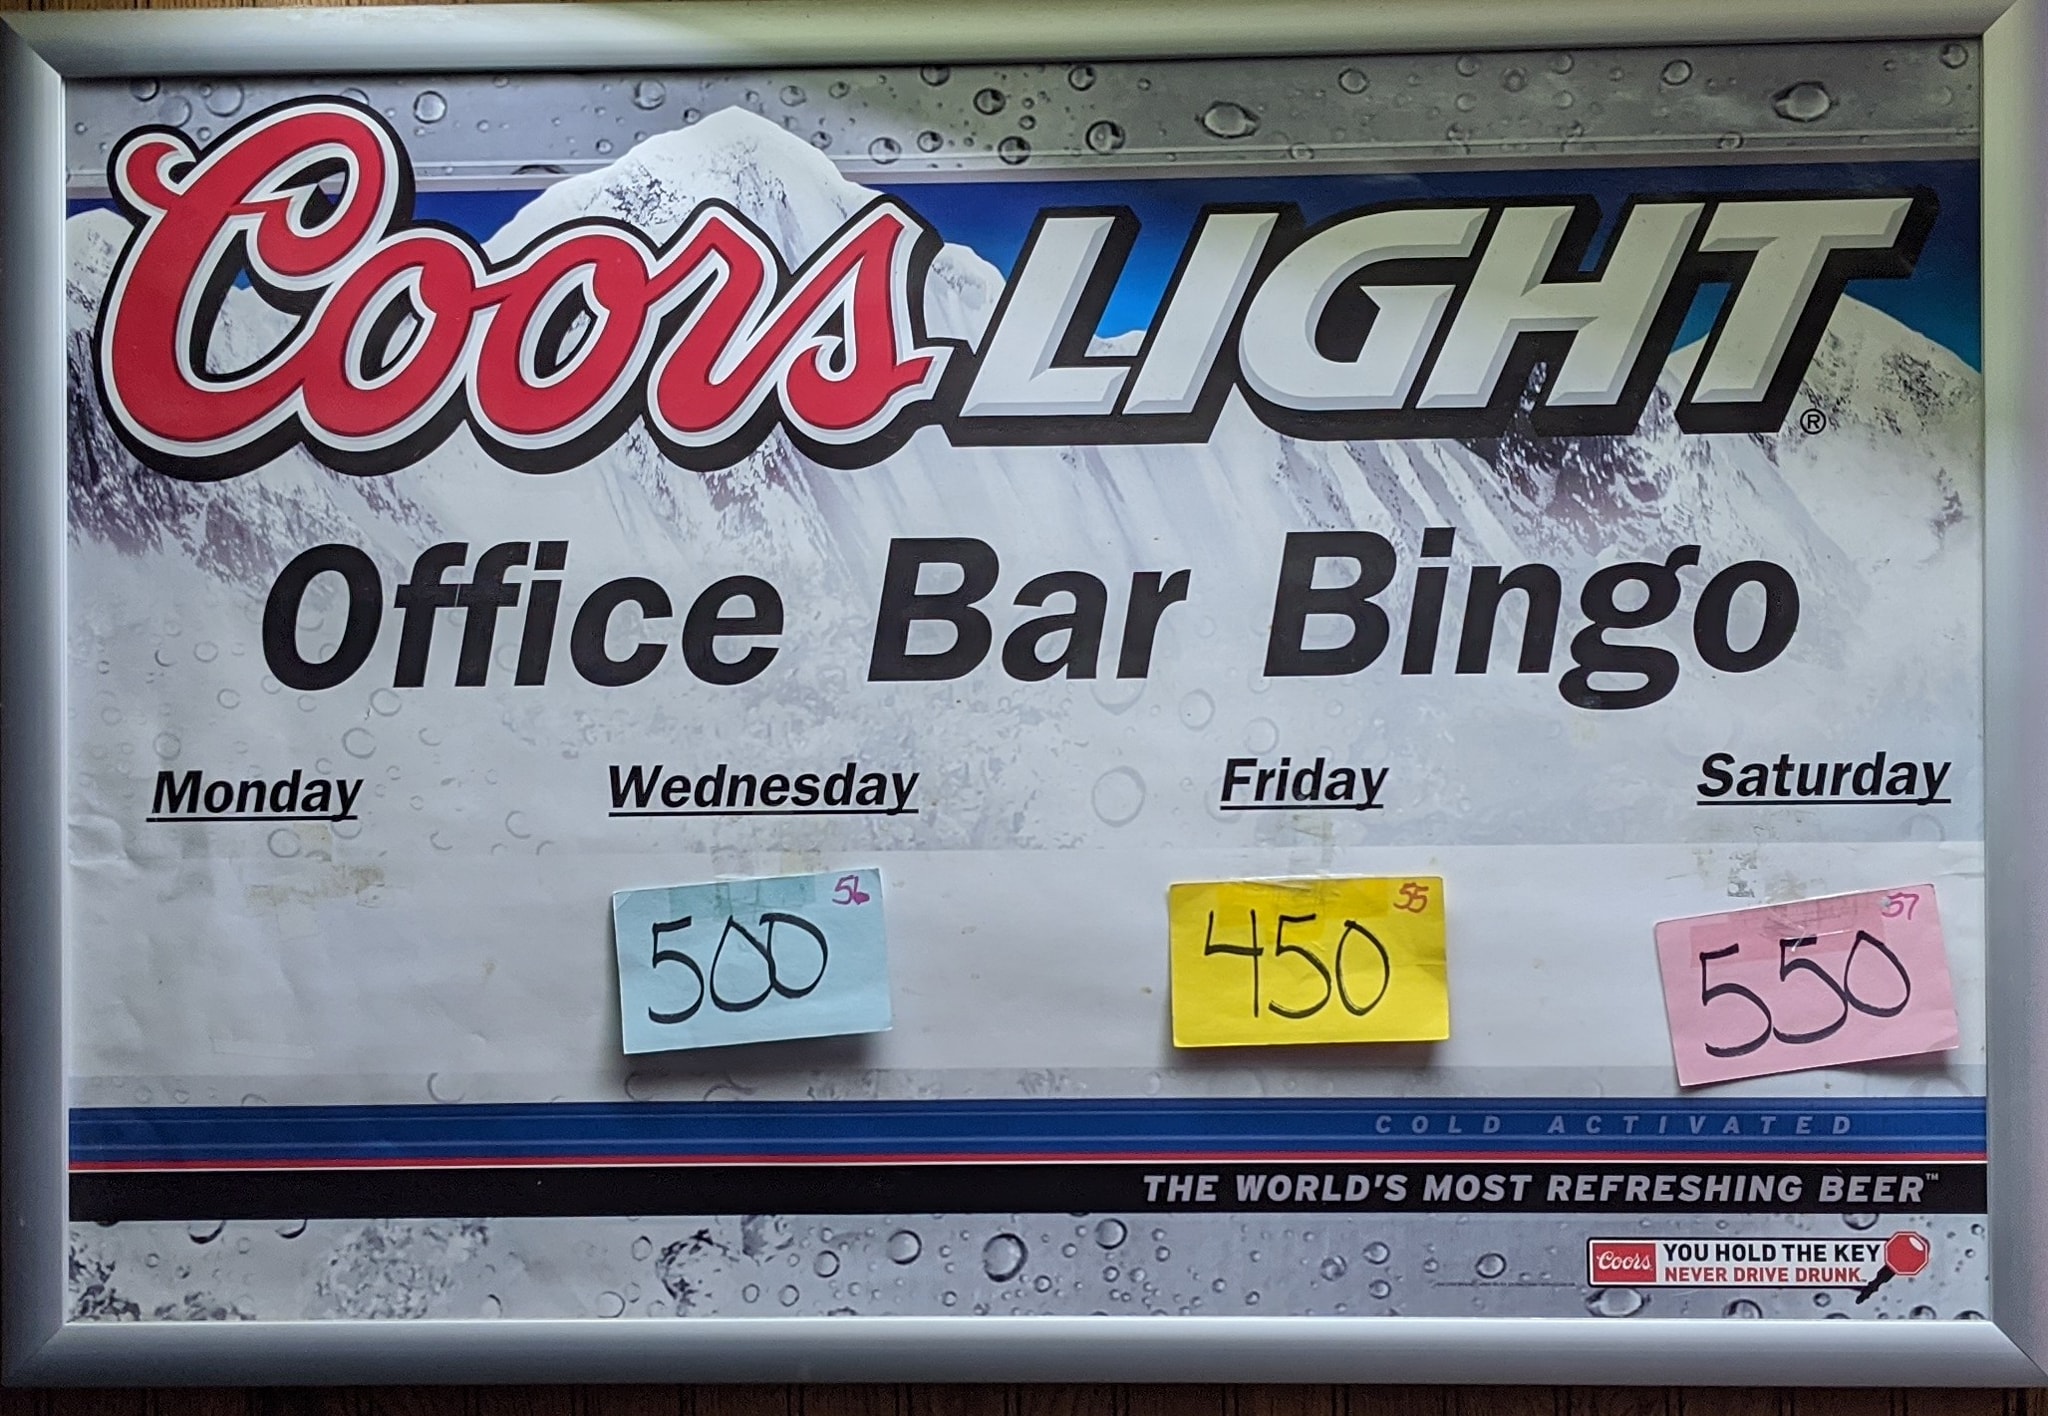 Coors LIGHT®
Office Bar Bingo
Monday Wednesday Friday Saturday
56 55 57
500 450 550
COLD ACTIVATED
THE WORLD'S MOST REFRESHING BEER™
Coors YOU HOLD THE KEY
NEVER DRIVE DRUNK